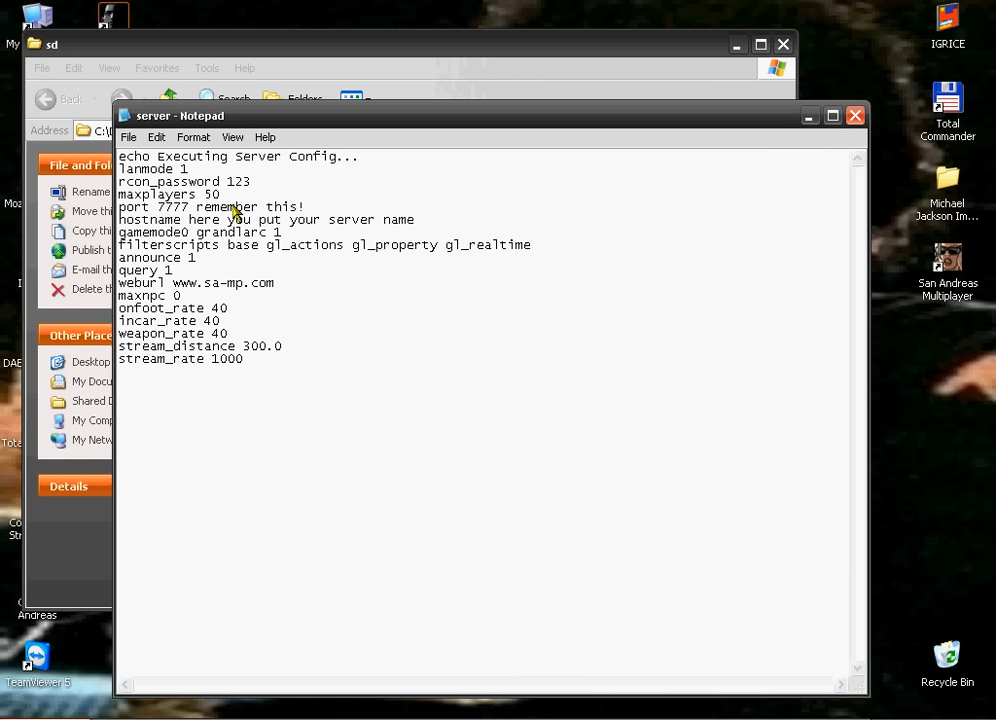 My
sd
File Edit View Favorites Tools Help
Back Search Folders
Address C:\
File and Fol
Rename
Move thi
Copy thi
Publish t
E-mail th
Delete th
Other Place
Desktop
My Docu
Shared D
My Comp
My Netw
Details
server - Notepad
File Edit Format View Help
echo Executing Server Config...
lanmode 1
rcon_password 123
maxplayers 50
port 7777 remember this!
hostname here you put your server name
gamemode0 grandlarc 1
filterscripts base gl_actions gl_property gl_realtime
announce 1
query 1
weburl www.sa-mp.com
maxnpc 0
onfoot_rate 40
incar_rate 40
weapon_rate 40
stream_distance 300.0
stream_rate 1000
Moz
DAE
Tota
Co
Str
Andreas
TeamViewer 5
IGRICE
Total
Commander
Michael
Jackson Im...
San Andreas
Multiplayer
Recycle Bin